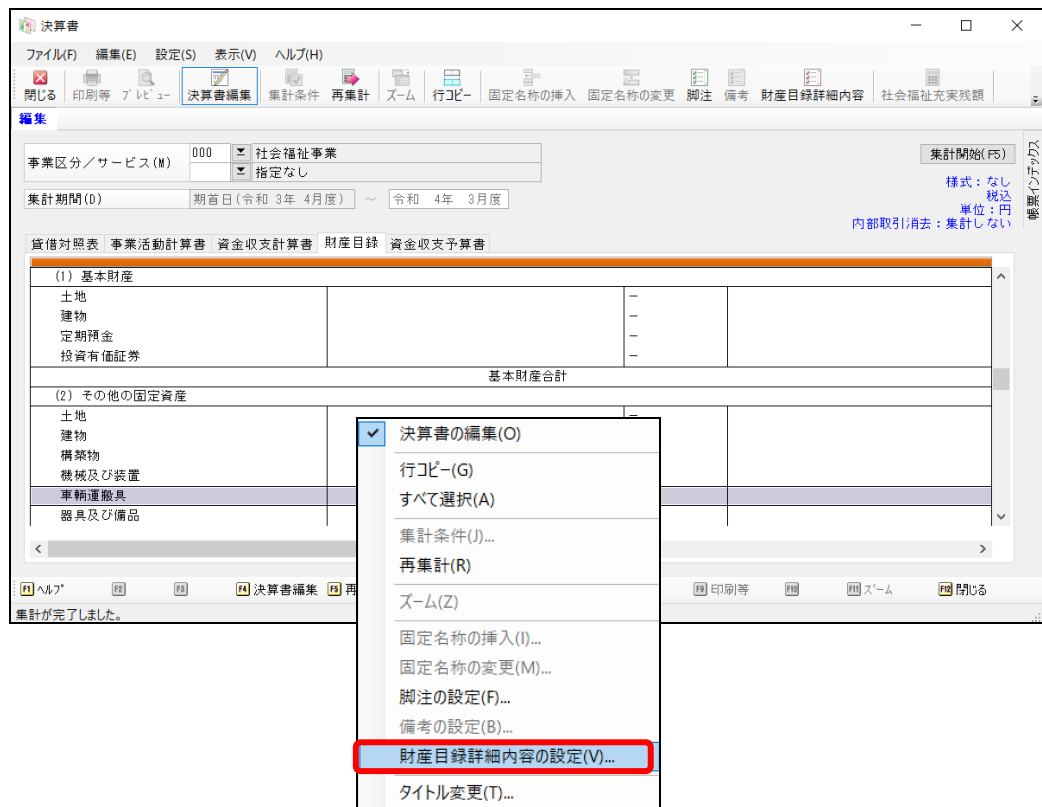 決算書
ファイル(F) 編集(E) 設定(S) 表示(V) ヘルプ(H)
閉じる 印刷等 プレビュー 決算書編集 集計条件 再集計 ズーム 行コピー 固定名称の挿入 固定名称の変更 脚注 備考 財産目録詳細内容 社会福祉充実残額
編集
事業区分/サービス(M) 000 社会福祉事業
指定なし
集計開始(F5)
集計期間(D) 期首日(令和 3年 4月度) ～ 令和 4年 3月度
様式：なし
税込
単位：円
内部取引消去：集計しない
帳票インデックス
貸借対照表 事業活動計算書 資金収支計算書 財産目録 資金収支予算書
(1) 基本財産
土地 －
建物 －
定期預金 －
投資有価証券 －
基本財産合計
(2) その他の固定資産
土地 －
建物
構築物
機械及び装置
車輌運搬具
器具及び備品
F1 ヘルプ F2 F3 F4 決算書編集 F5 再 F9 印刷等 F10 F11 ズーム F12 閉じる
集計が完了しました。
決算書の編集(O)
行コピー(G)
すべて選択(A)
集計条件(J)...
再集計(R)
ズーム(Z)
固定名称の挿入(I)...
固定名称の変更(M)...
脚注の設定(F)...
備考の設定(B)...
財産目録詳細内容の設定(V)...
タイトル変更(T)...